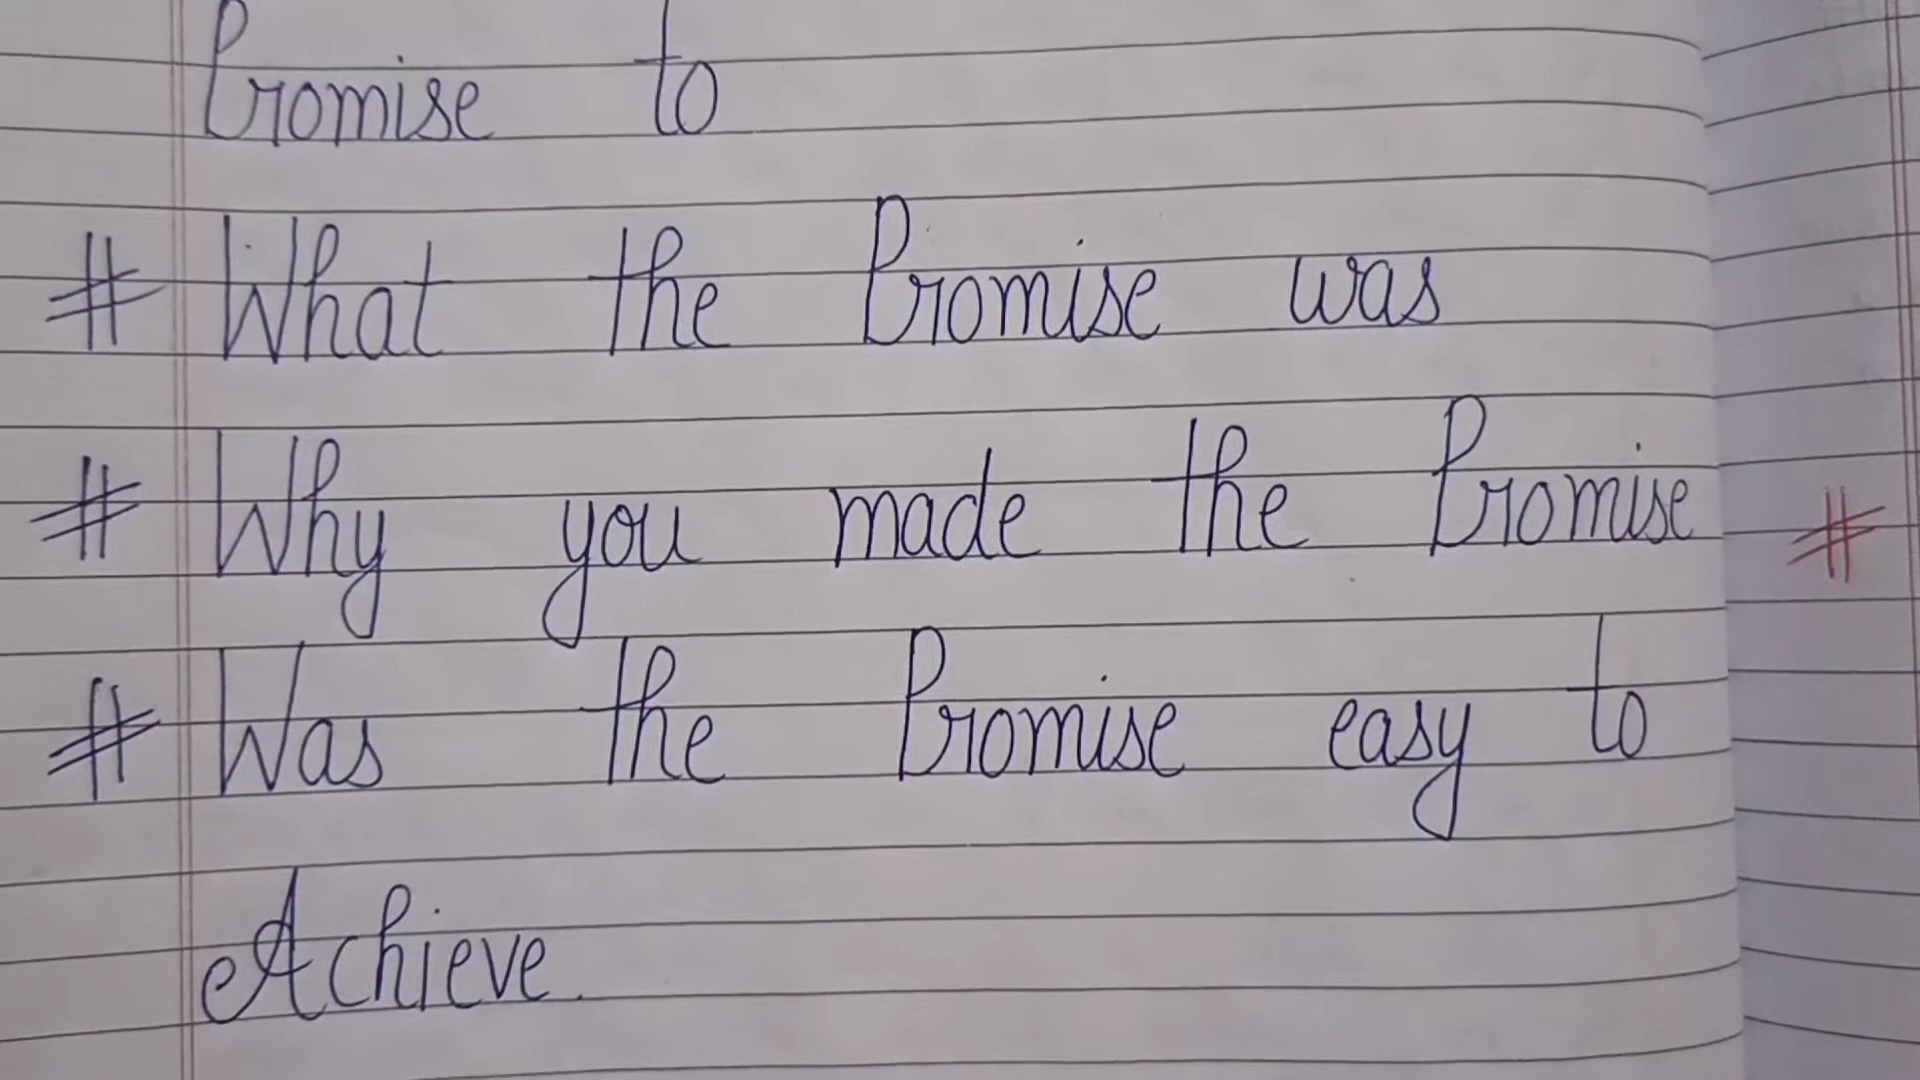 Promise to
# What the Promise was
# Why you made the Promise
#
# Was the Promise easy to
Achieve.